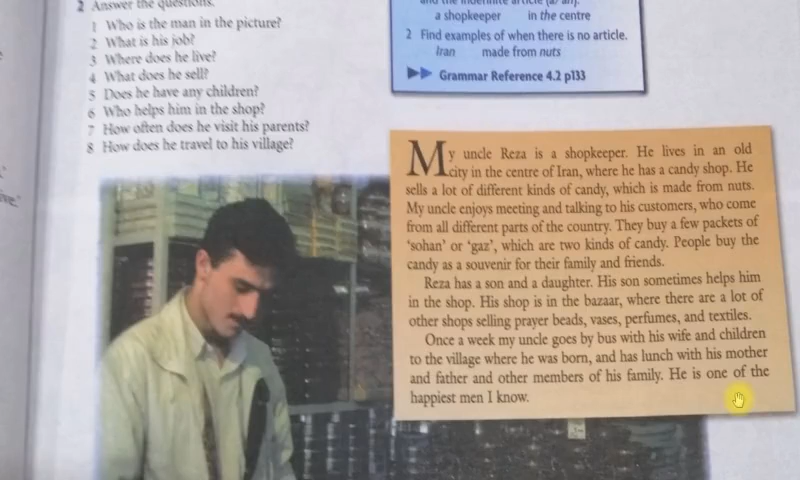 2 Answer the questions.
1 Who is the man in the picture?
2 What is his job?
3 Where does he live?
4 What does he sell?
5 Does he have any children?
6 Who helps him in the shop?
7 How often does he visit his parents?
8 How does he travel to his village?
and the indefinite article (a/an).
a shopkeeper in the centre
2 Find examples of when there is no article.
Iran made from nuts
Grammar Reference 4.2 p133
My uncle Reza is a shopkeeper. He lives in an old
city in the centre of Iran, where he has a candy shop. He
sells a lot of different kinds of candy, which is made from nuts.
My uncle enjoys meeting and talking to his customers, who come
from all different parts of the country. They buy a few packets of
‘sohan’ or ‘gaz’, which are two kinds of candy. People buy the
candy as a souvenir for their family and friends.
Reza has a son and a daughter. His son sometimes helps him
in the shop. His shop is in the bazaar, where there are a lot of
other shops selling prayer beads, vases, perfumes, and textiles.
Once a week my uncle goes by bus with his wife and children
to the village where he was born, and has lunch with his mother
and father and other members of his family. He is one of the
happiest men I know.